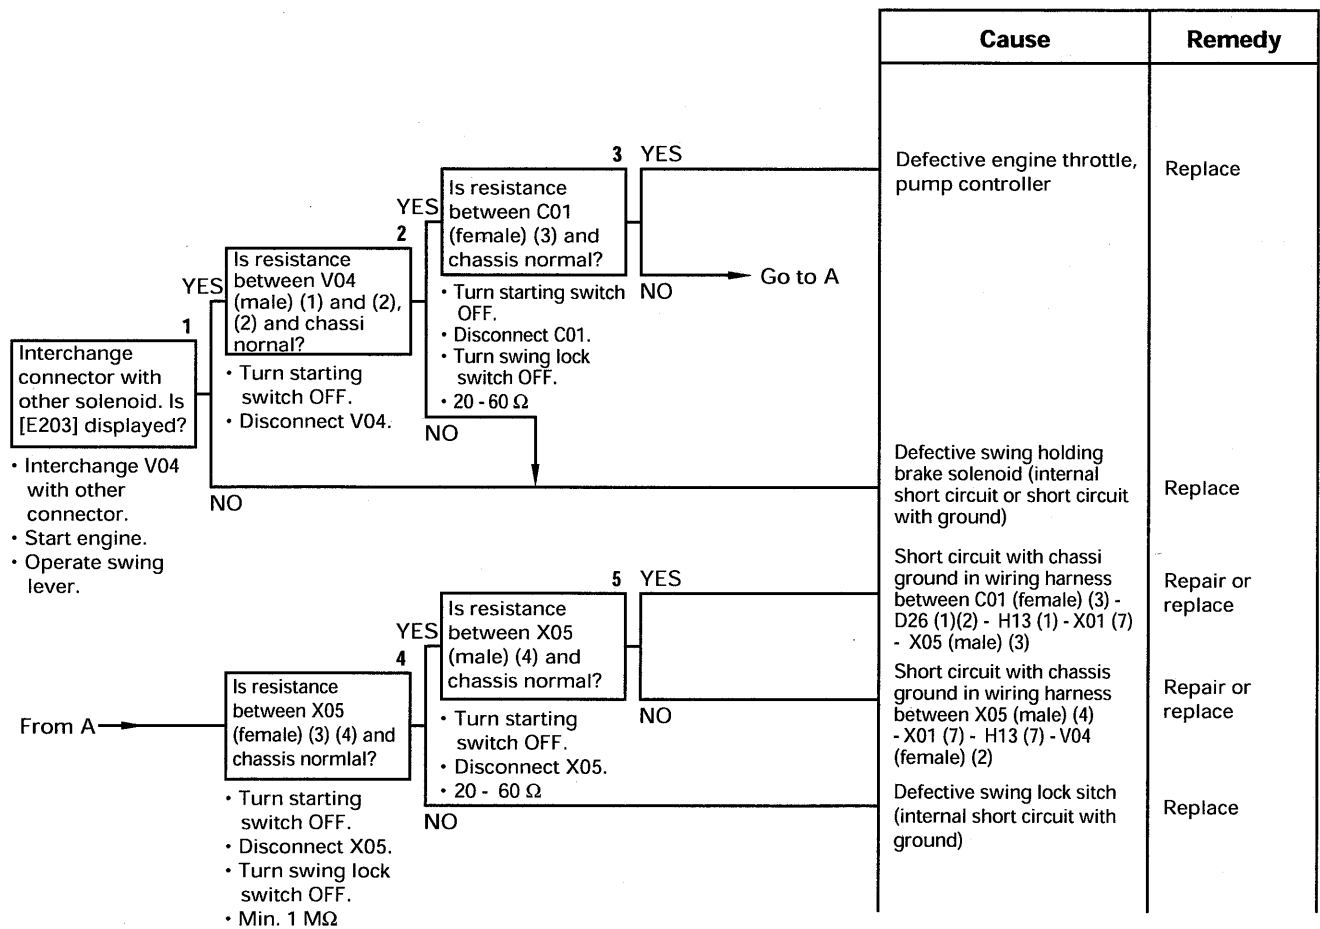 Cause
Remedy
3 YES
Defective engine throttle,
pump controller
Replace
Is resistance
between C01
(female) (3) and
chassis normal?
YES
2
Go to A
NO
• Turn starting switch
OFF.
• Disconnect C01.
• Turn swing lock
switch OFF.
• 20 - 60 Ω
Is resistance
between V04
(male) (1) and (2),
(2) and chassi
nornal?
YES
1
• Turn starting
switch OFF.
• Disconnect V04.
NO
Interchange
connector with
other solenoid. Is
[E203] displayed?
• Interchange V04
with other
connector.
• Start engine.
• Operate swing
lever.
NO
Defective swing holding
brake solenoid (internal
short circuit or short circuit
with ground)
Replace
5 YES
Short circuit with chassi
ground in wiring harness
between C01 (female) (3) -
D26 (1)(2) - H13 (1) - X01 (7)
- X05 (male) (3)
Repair or
replace
Is resistance
between X05
(male) (4) and
chassis normal?
YES
4
NO
Short circuit with chassis
ground in wiring harness
between X05 (male) (4)
- X01 (7) - H13 (7) - V04
(female) (2)
Repair or
replace
• Turn starting
switch OFF.
• Disconnect X05.
• 20 - 60 Ω
From A
Is resistance
between X05
(female) (3) (4) and
chassis normlal?
NO
Defective swing lock sitch
(internal short circuit with
ground)
Replace
• Turn starting
switch OFF.
• Disconnect X05.
• Turn swing lock
switch OFF.
• Min. 1 MΩ